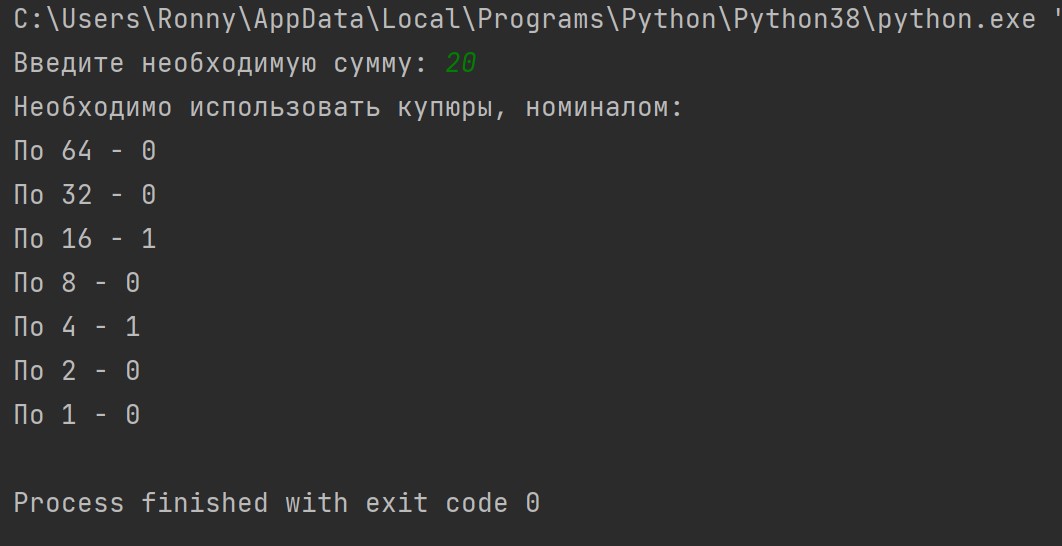 C:\Users\Ronny\AppData\Local\Programs\Python\Python38\python.exe "
Введите необходимую сумму: 20
Необходимо использовать купюры, номиналом:
По 64 - 0
По 32 - 0
По 16 - 1
По 8 - 0
По 4 - 1
По 2 - 0
По 1 - 0
Process finished with exit code 0